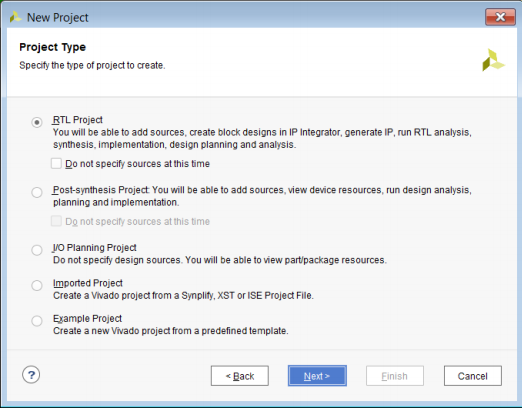 New Project
Project Type
Specify the type of project to create.
RTL Project
You will be able to add sources, create block designs in IP Integrator, generate IP, run RTL analysis,
synthesis, implementation, design planning and analysis.
Do not specify sources at this time
Post-synthesis Project: You will be able to add sources, view device resources, run design analysis,
planning and implementation.
Do not specify sources at this time
I/O Planning Project
Do not specify design sources. You will be able to view part/package resources.
Imported Project
Create a Vivado project from a Synplify, XST or ISE Project File.
Example Project
Create a new Vivado project from a predefined template.
? < Back Next > Finish Cancel